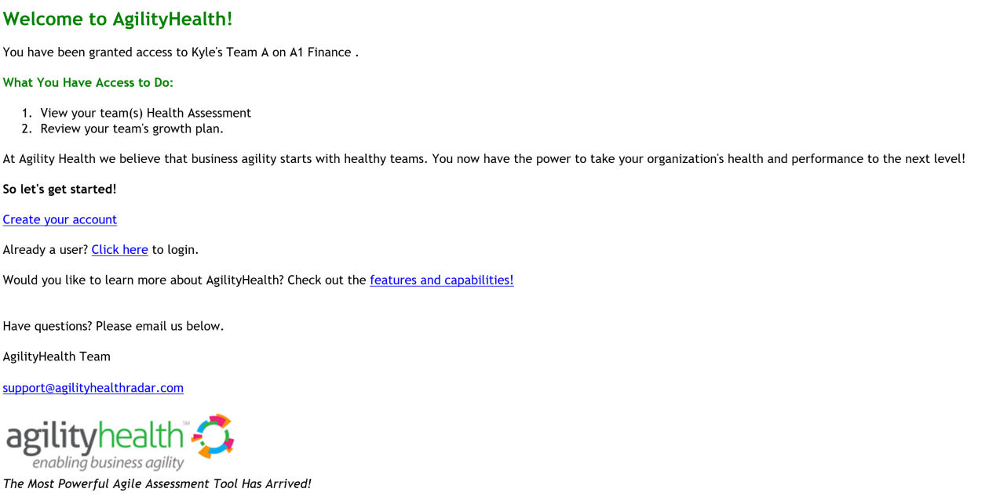 Welcome to AgilityHealth!
You have been granted access to Kyle's Team A on A1 Finance .
What You Have Access to Do:
1. View your team(s) Health Assessment
2. Review your team's growth plan.
At Agility Health we believe that business agility starts with healthy teams. You now have the power to take your organization's health and performance to the next level!
So let's get started!
Create your account
Already a user? Click here to login.
Would you like to learn more about AgilityHealth? Check out the features and capabilities!
Have questions? Please email us below.
AgilityHealth Team
support@agilityhealthradar.com
agilityhealth℠
enabling business agility
The Most Powerful Agile Assessment Tool Has Arrived!